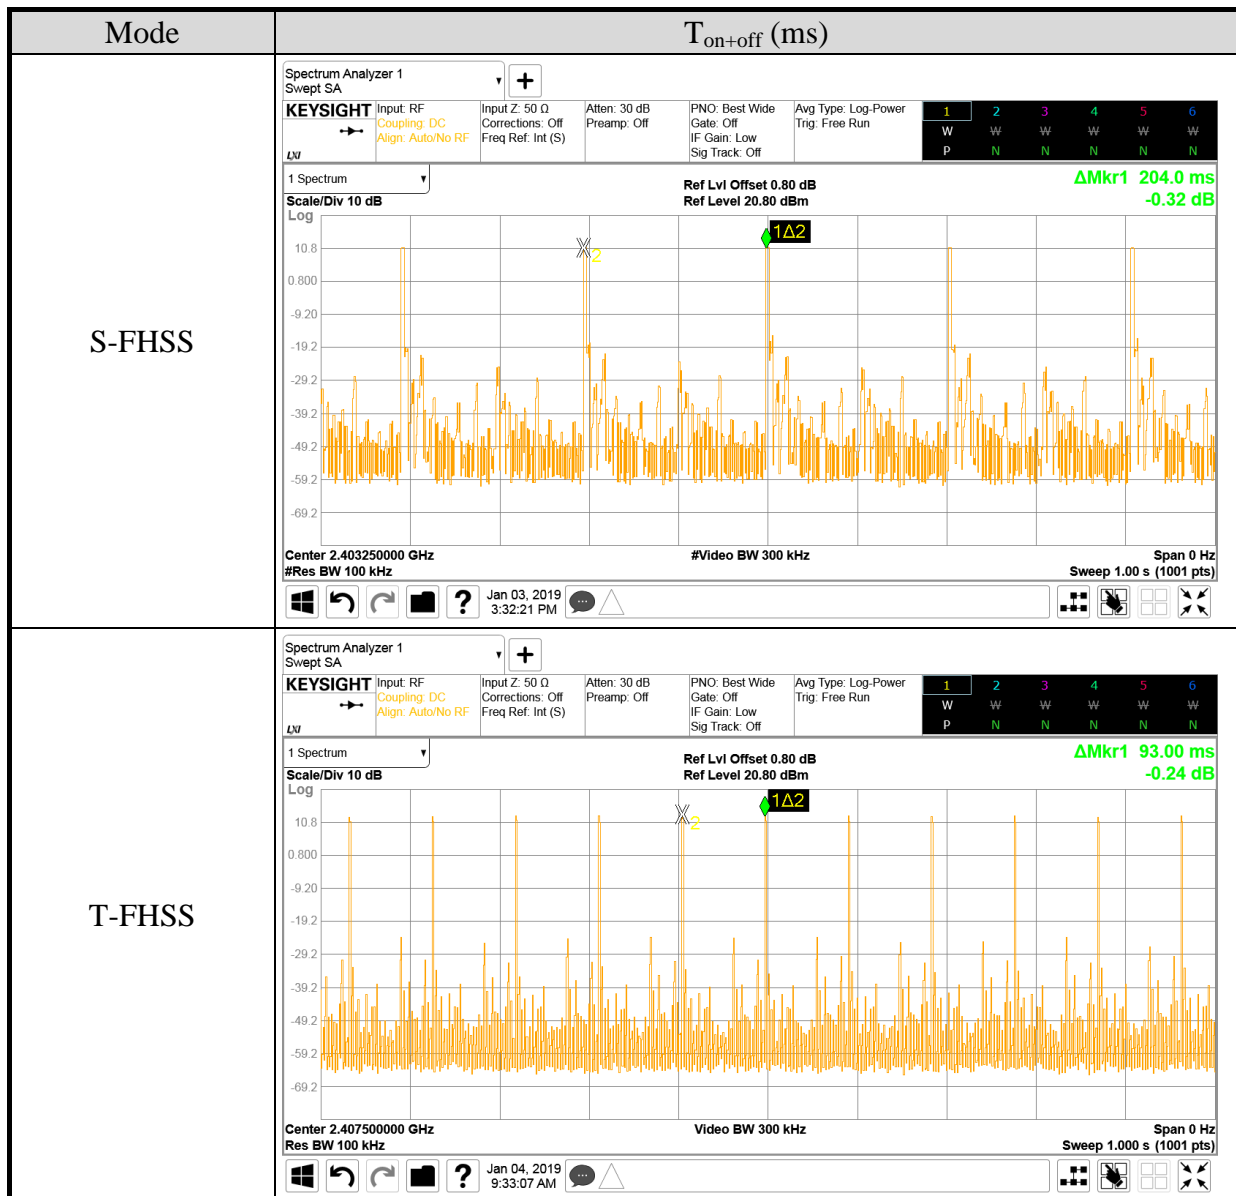 Mode
Ton+off (ms)
S-FHSS
Spectrum Analyzer 1
Swept SA
KEYSIGHT
LXI
Input: RF
Coupling: DC
Align: Auto/No RF
Input Z: 50 Ω
Corrections: Off
Freq Ref: Int (S)
Atten: 30 dB
Preamp: Off
PNO: Best Wide
Gate: Off
IF Gain: Low
Sig Track: Off
Avg Type: Log-Power
Trig: Free Run
1 2 3 4 5 6
W W W W W W
P N N N N N
1 Spectrum
Scale/Div 10 dB
Ref Lvl Offset 0.80 dB
Ref Level 20.80 dBm
ΔMkr1 204.0 ms
-0.32 dB
Log
1Δ2
2
10.8
0.800
-9.20
-19.2
-29.2
-39.2
-49.2
-59.2
-69.2
Center 2.403250000 GHz
#Res BW 100 kHz
#Video BW 300 kHz
Span 0 Hz
Sweep 1.00 s (1001 pts)
Jan 03, 2019
3:32:21 PM
T-FHSS
Spectrum Analyzer 1
Swept SA
KEYSIGHT
LXI
Input: RF
Coupling: DC
Align: Auto/No RF
Input Z: 50 Ω
Corrections: Off
Freq Ref: Int (S)
Atten: 30 dB
Preamp: Off
PNO: Best Wide
Gate: Off
IF Gain: Low
Sig Track: Off
Avg Type: Log-Power
Trig: Free Run
1 2 3 4 5 6
W W W W W W
P N N N N N
1 Spectrum
Scale/Div 10 dB
Ref Lvl Offset 0.80 dB
Ref Level 20.80 dBm
ΔMkr1 93.00 ms
-0.24 dB
Log
1Δ2
2
10.8
0.800
-9.20
-19.2
-29.2
-39.2
-49.2
-59.2
-69.2
Center 2.407500000 GHz
Res BW 100 kHz
Video BW 300 kHz
Span 0 Hz
Sweep 1.000 s (1001 pts)
Jan 04, 2019
9:33:07 AM